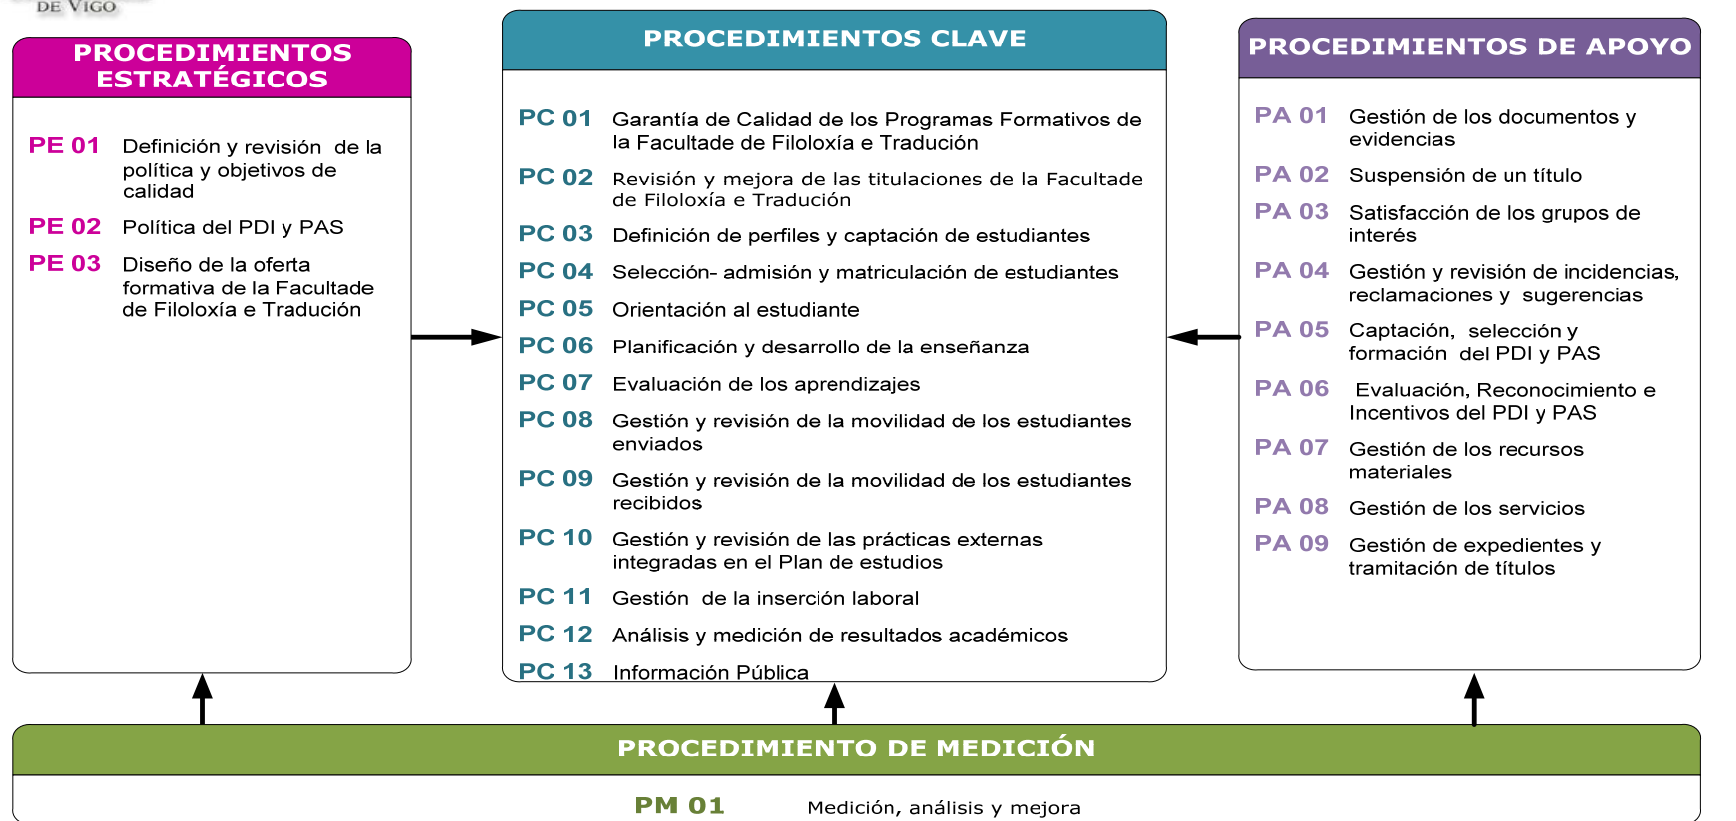 DE VIGO
PROCEDIMIENTOS
ESTRATÉGICOS
PE 01 Definición y revisión de la
política y objetivos de
calidad
PE 02 Política del PDI y PAS
PE 03 Diseño de la oferta
formativa de la Facultade
de Filoloxía e Tradución
PROCEDIMIENTOS CLAVE
PC 01 Garantía de Calidad de los Programas Formativos de
la Facultade de Filoloxía e Tradución
PC 02 Revisión y mejora de las titulaciones de la Facultade
de Filoloxía e Tradución
PC 03 Definición de perfiles y captación de estudiantes
PC 04 Selección- admisión y matriculación de estudiantes
PC 05 Orientación al estudiante
PC 06 Planificación y desarrollo de la enseñanza
PC 07 Evaluación de los aprendizajes
PC 08 Gestión y revisión de la movilidad de los estudiantes
enviados
PC 09 Gestión y revisión de la movilidad de los estudiantes
recibidos
PC 10 Gestión y revisión de las prácticas externas
integradas en el Plan de estudios
PC 11 Gestión de la inserción laboral
PC 12 Análisis y medición de resultados académicos
PC 13 Información Pública
PROCEDIMIENTOS DE APOYO
PA 01 Gestión de los documentos y
evidencias
PA 02 Suspensión de un título
PA 03 Satisfacción de los grupos de
interés
PA 04 Gestión y revisión de incidencias,
reclamaciones y sugerencias
PA 05 Captación, selección y
formación del PDI y PAS
PA 06 Evaluación, Reconocimiento e
Incentivos del PDI y PAS
PA 07 Gestión de los recursos
materiales
PA 08 Gestión de los servicios
PA 09 Gestión de expedientes y
tramitación de títulos
PROCEDIMIENTO DE MEDICIÓN
PM 01 Medición, análisis y mejora